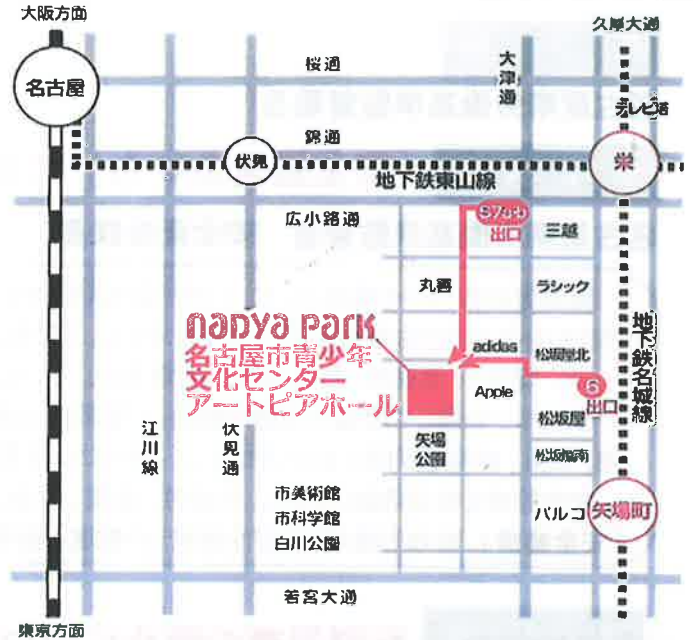 大阪方面
久屋大通
名古屋
桜通
大津通
テレビ塔
錦通
伏見
栄
地下鉄東山線
広小路通
出口
三越
丸善
ラシック
地下鉄名城線
nadya park
名古屋市青少年
文化センター
アートピアホール
adidas
松坂屋北
Apple
6
出口
松坂屋
江川線
伏見通
矢場
公園
松坂屋南
市美術館
市科学館
白川公園
パルコ
矢場町
若宮大通
東京方面